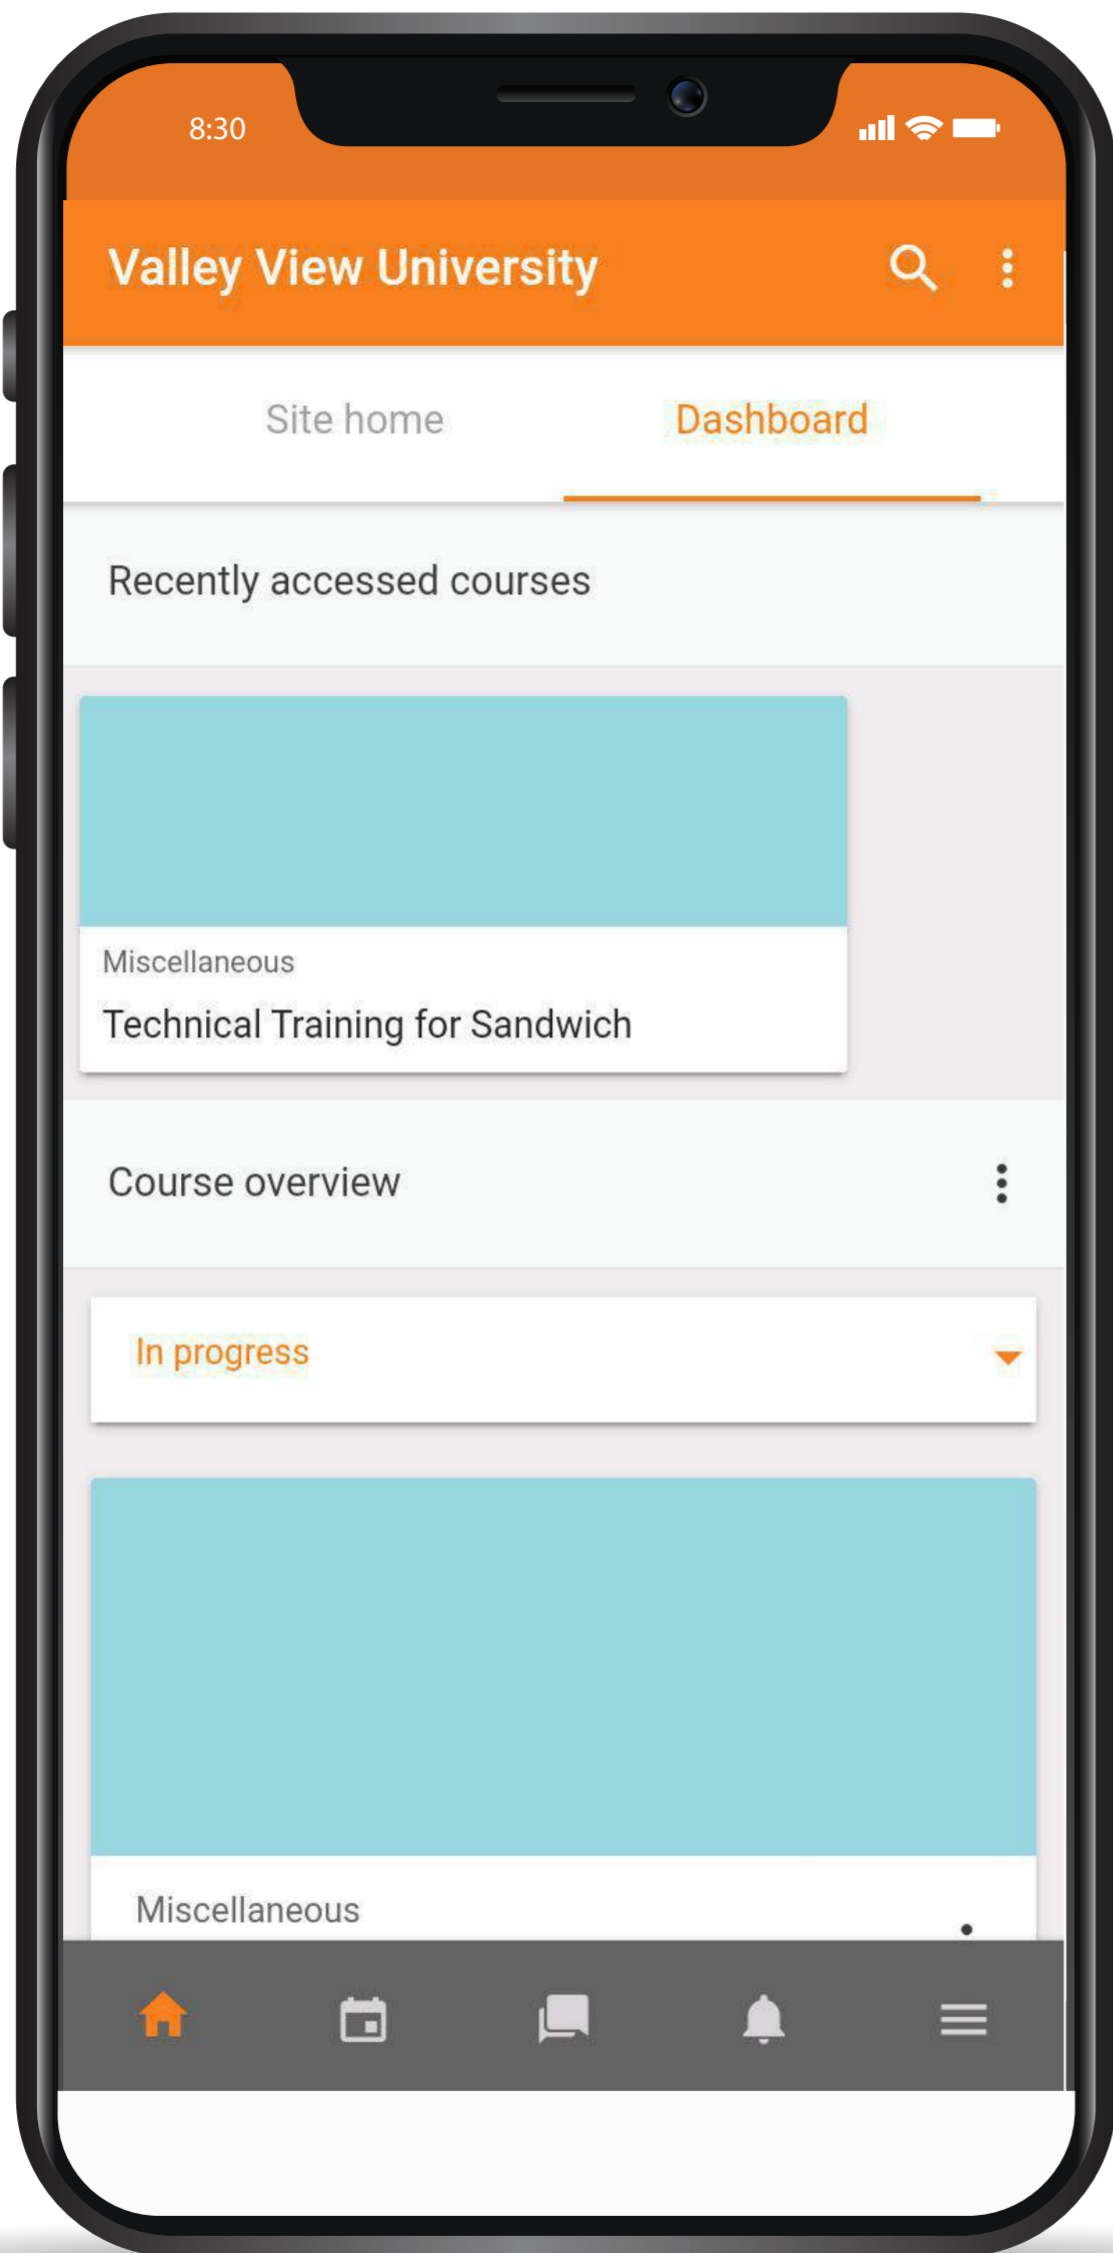 8:30
Valley View University
Site home Dashboard
Recently accessed courses
Miscellaneous
Technical Training for Sandwich
Course overview
In progress
Miscellaneous